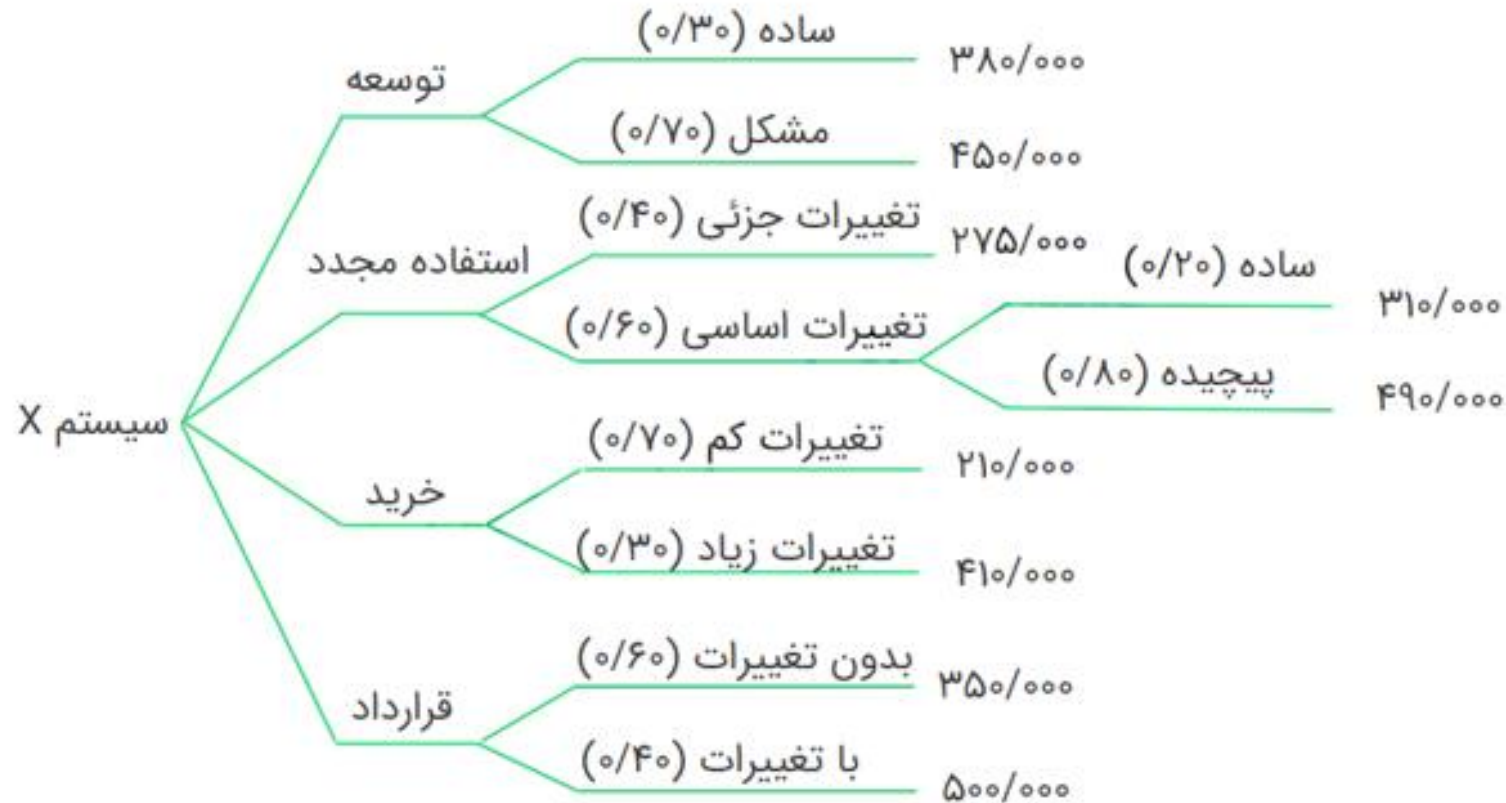 ساده (۰/۳۰)
۳۸۰/۰۰۰
توسعه
مشکل (۰/۷۰)
۴۵۰/۰۰۰
تغییرات جزئی (۰/۴۰)
۲۷۵/۰۰۰
استفاده مجدد
ساده (۰/۲۰)
۳۱۰/۰۰۰
تغییرات اساسی (۰/۶۰)
پیچیده (۰/۸۰)
۴۹۰/۰۰۰
سیستم X
تغییرات کم (۰/۷۰)
۲۱۰/۰۰۰
خرید
تغییرات زیاد (۰/۳۰)
۴۱۰/۰۰۰
بدون تغییرات (۰/۶۰)
۳۵۰/۰۰۰
قرارداد
با تغییرات (۰/۴۰)
۵۰۰/۰۰۰